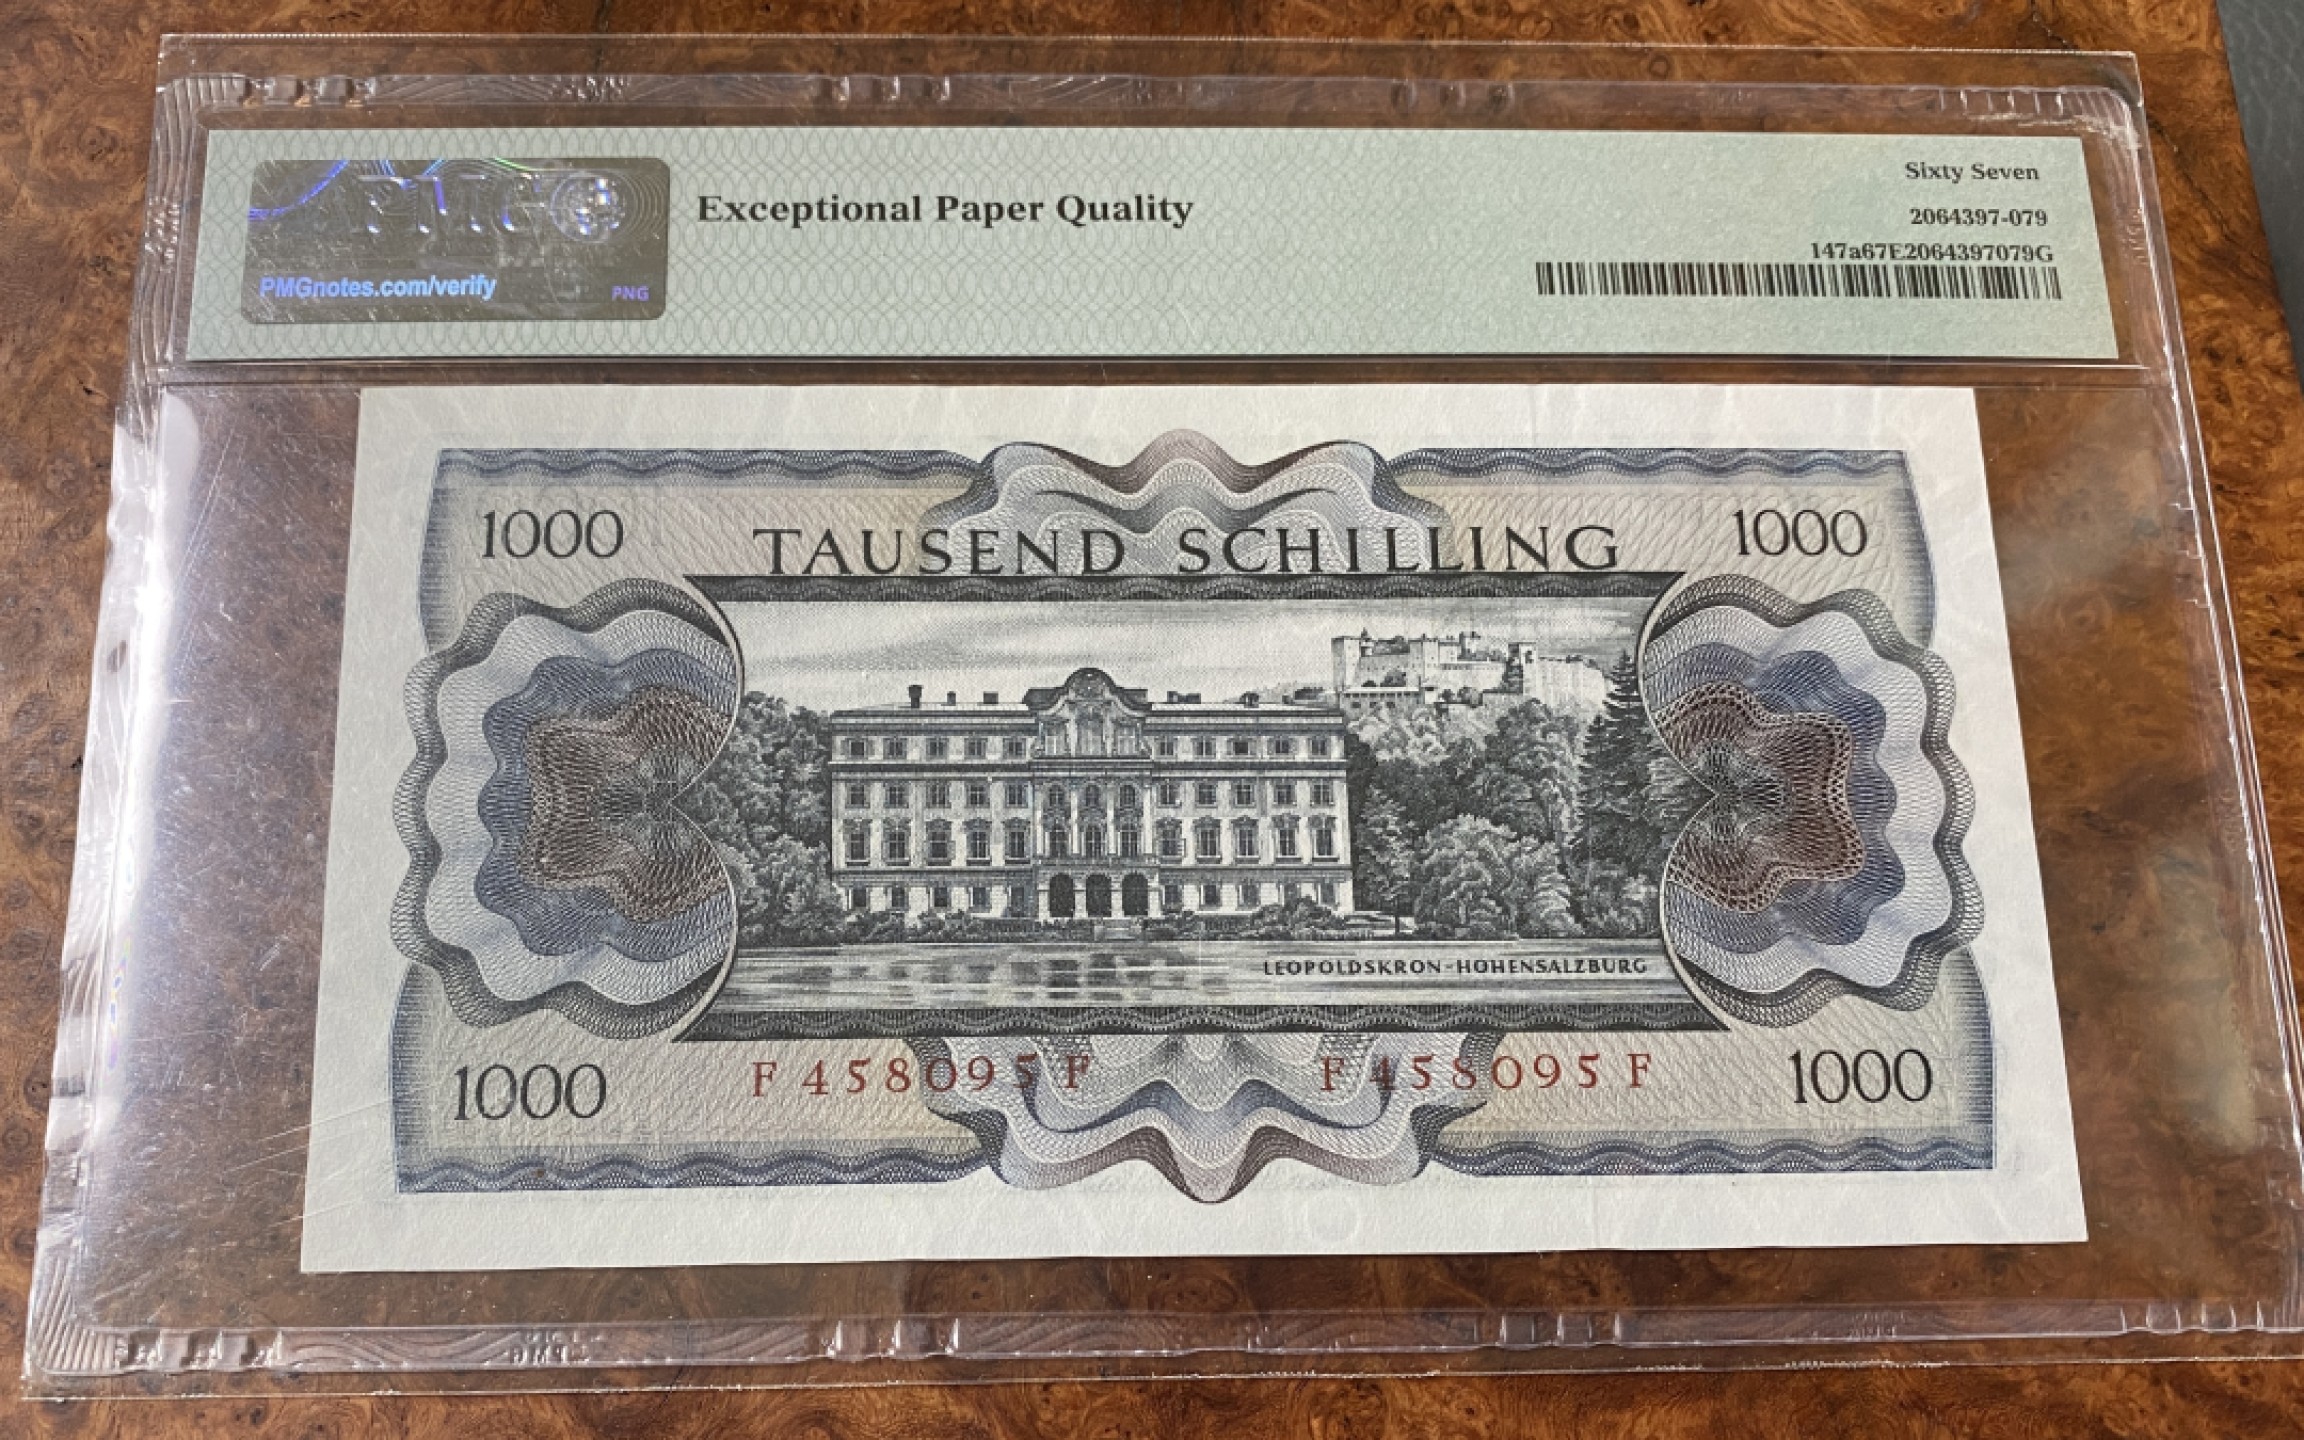 PMG
PMGnotes.com/verify
PNG
Exceptional Paper Quality
Sixty Seven
2064397-079
147a67E2064397079G
1000
TAUSEND SCHILLING
1000
LEOPOLDSKRON-HOHENSALZBURG
1000
F 458095 F
F 458095 F
1000